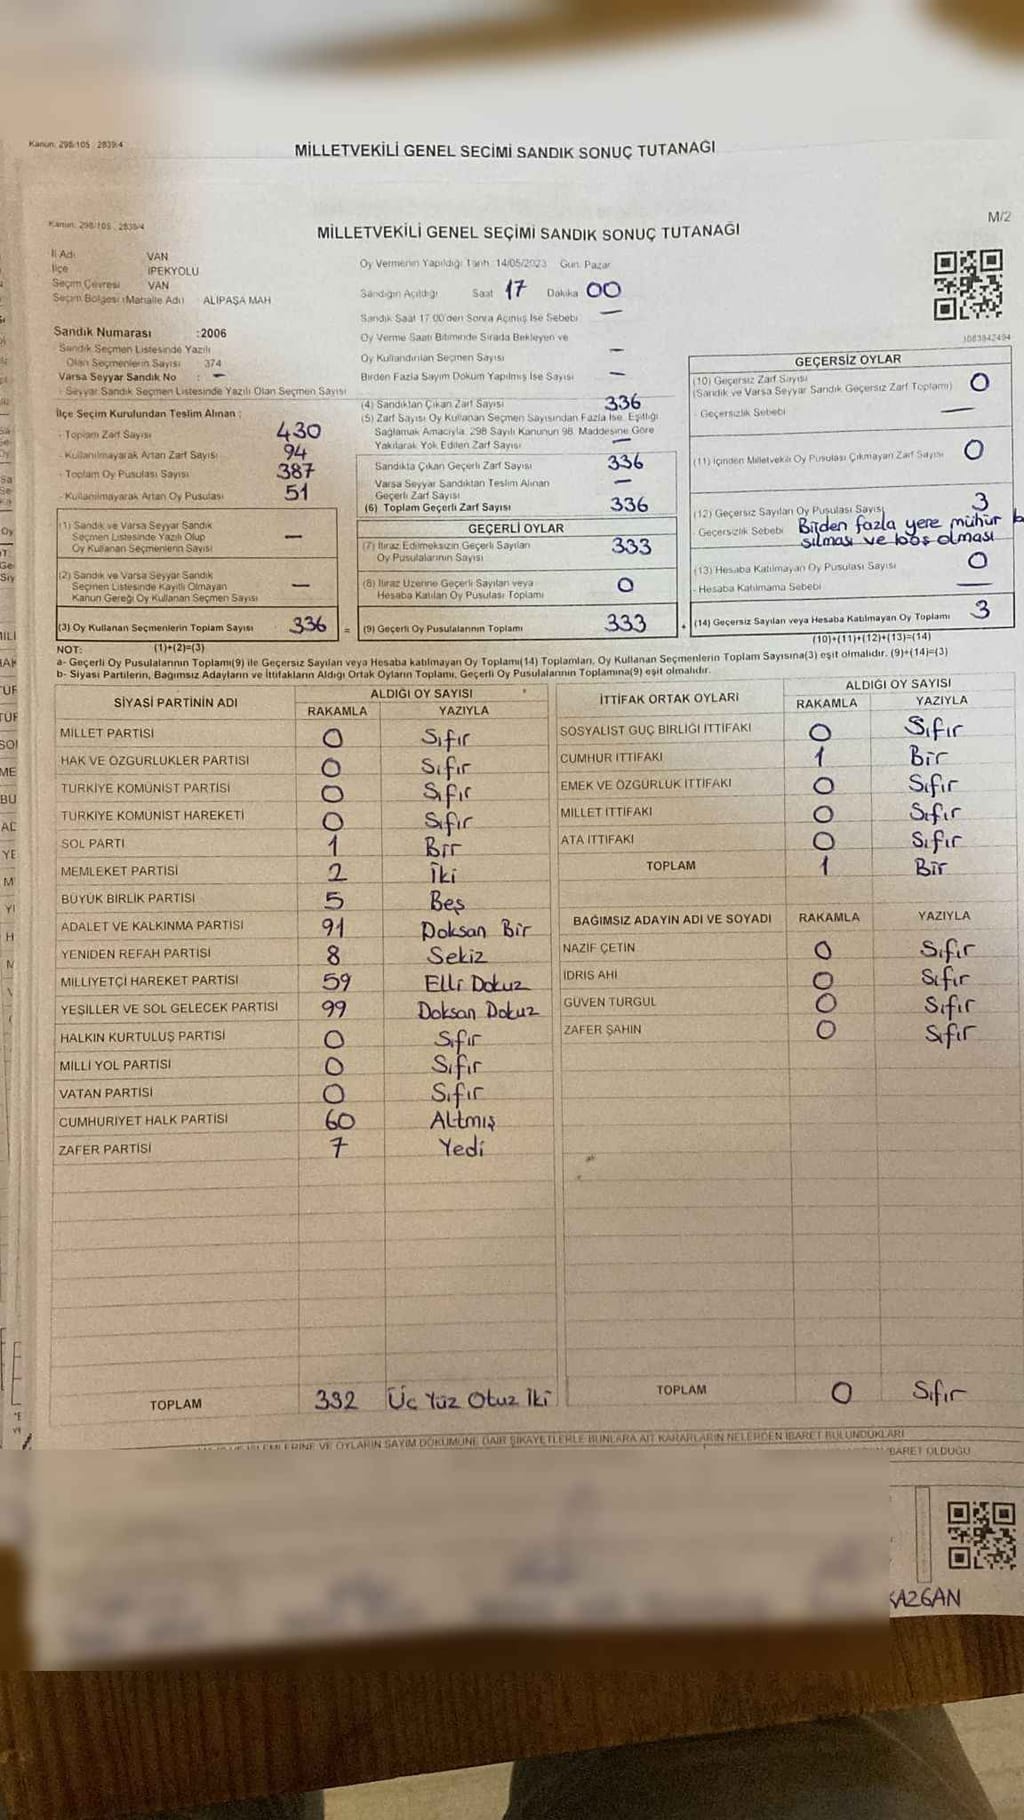 Kanun: 298/105 2839/4
MİLLETVEKİLİ GENEL SECİMİ SANDIK SONUÇ TUTANAĞI
Kanun: 298/105 2839/4
M/2
MİLLETVEKİLİ GENEL SEÇİMİ SANDIK SONUÇ TUTANAĞI
İl Adı VAN
İlçe İPEKYOLU
Seçim Çevresi VAN
Seçim Bölgesi (Mahalle Adı) ALİPAŞA MAH
Sandık Numarası :2006
Sandık Seçmen Listesinde Yazılı
Olan Seçmenlerin Sayısı 374
Varsa Seyyar Sandık No : -
Seyyar Sandık Seçmen Listesinde Yazılı Olan Seçmen Sayısı
İlçe Seçim Kurulundan Teslim Alınan :
- Toplam Zarf Sayısı 430
- Kullanılmayarak Artan Zarf Sayısı 94
- Toplam Oy Pusulası Sayısı 387
- Kullanılmayarak Artan Oy Pusulası 51
(1) Sandık ve Varsa Seyyar Sandık
Seçmen Listesinde Yazılı Olup
Oy Kullanan Seçmenlerin Sayısı —
(2) Sandık ve Varsa Seyyar Sandık
Seçmen Listesinde Kayıtlı Olmayan
Kanun Gereği Oy Kullanan Seçmen Sayısı —
(3) Oy Kullanan Seçmenlerin Toplam Sayısı 336 =
Oy Vermenin Yapıldığı Tarih :14/05/2023 Gün: Pazar
Sandığın Açıldığı Saat 17 Dakika 00
Sandık Saat 17.00'den Sonra Açılmış İse Sebebi —
Oy Verme Saati Bitiminde Sırada Bekleyen ve
Oy Kullandırılan Seçmen Sayısı —
Birden Fazla Sayım Döküm Yapılmış İse Sayısı —
(4) Sandıktan Çıkan Zarf Sayısı 336
(5) Zarf Sayısı Oy Kullanan Seçmen Sayısından Fazla İse, Eşitliği
Sağlamak Amacıyla, 298 Sayılı Kanunun 98. Maddesine Göre
Yakılarak Yok Edilen Zarf Sayısı —
Sandıkta Çıkan Geçerli Zarf Sayısı 336
Varsa Seyyar Sandıktan Teslim Alınan
Geçerli Zarf Sayısı —
(6) Toplam Geçerli Zarf Sayısı 336
GEÇERLİ OYLAR
(7) İtiraz Edilmeksizin Geçerli Sayılan
Oy Pusulalarının Sayısı 333
(8) İtiraz Üzerine Geçerli Sayılan veya
Hesaba Katılan Oy Pusulası Toplamı 0
(9) Geçerli Oy Pusulalarının Toplamı 333 +
1083942494
GEÇERSİZ OYLAR
(10) Geçersiz Zarf Sayısı
(Sandık ve Varsa Seyyar Sandık Geçersiz Zarf Toplamı) 0
- Geçersizlik Sebebi —
(11) İçinden Milletvekili Oy Pusulası Çıkmayan Zarf Sayısı 0
(12) Geçersiz Sayılan Oy Pusulası Sayısı 3
Geçersizlik Sebebi Birden fazla yere mühür b
sılması ve boş olması
(13) Hesaba Katılmayan Oy Pusulası Sayısı 0
- Hesaba Katılmama Sebebi —
(14) Geçersiz Sayılan veya Hesaba Katılmayan Oy Toplamı 3
NOT: (1)+(2)=(3) (10)+(11)+(12)+(13)=(14)
a- Geçerli Oy Pusulalarının Toplamı(9) ile Geçersiz Sayılan veya Hesaba katılmayan Oy Toplamı(14) Toplamları, Oy Kullanan Seçmenlerin Toplam Sayısına(3) eşit olmalıdır. (9)+(14)=(3)
b- Siyasi Partilerin, Bağımsız Adayların ve İttifakların Aldığı Ortak Oyların Toplamı, Geçerli Oy Pusulalarının Toplamına(9) eşit olmalıdır.
SİYASİ PARTİNİN ADI ALDIĞI OY SAYISI
RAKAMLA YAZIYLA
MİLLET PARTİSİ 0 Sıfır
HAK VE ÖZGÜRLÜKLER PARTİSİ 0 Sıfır
TÜRKİYE KOMÜNİST PARTİSİ 0 Sıfır
TÜRKİYE KOMÜNİST HAREKETİ 0 Sıfır
SOL PARTİ 1 Bir
MEMLEKET PARTİSİ 2 İki
BÜYÜK BİRLİK PARTİSİ 5 Beş
ADALET VE KALKINMA PARTİSİ 91 Doksan Bir
YENİDEN REFAH PARTİSİ 8 Sekiz
MİLLİYETÇİ HAREKET PARTİSİ 59 Elli Dokuz
YEŞİLLER VE SOL GELECEK PARTİSİ 99 Doksan Dokuz
HALKIN KURTULUŞ PARTİSİ 0 Sıfır
MİLLİ YOL PARTİSİ 0 Sıfır
VATAN PARTİSİ 0 Sıfır
CUMHURİYET HALK PARTİSİ 60 Altmış
ZAFER PARTİSİ 7 Yedi
TOPLAM 332 Üç Yüz Otuz İki
İTTİFAK ORTAK OYLARI ALDIĞI OY SAYISI
RAKAMLA YAZIYLA
SOSYALİST GÜÇ BİRLİĞİ İTTİFAKI 0 Sıfır
CUMHUR İTTİFAKI 1 Bir
EMEK VE ÖZGÜRLÜK İTTİFAKI 0 Sıfır
MİLLET İTTİFAKI 0 Sıfır
ATA İTTİFAKI 0 Sıfır
TOPLAM 1 Bir
BAĞIMSIZ ADAYIN ADI VE SOYADI RAKAMLA YAZIYLA
NAZİF ÇETİN 0 Sıfır
İDRİS AHİ 0 Sıfır
GÜVEN TURGUL 0 Sıfır
ZAFER ŞAHİN 0 Sıfır
TOPLAM 0 Sıfır
VE OYLARIN SAYIM DÖKÜMÜNE DAİR ŞİKAYETLERLE BUNLARA AİT KARARLARIN NELERDEN İBARET BULUNDUKLARI
İBARET OLDUĞU